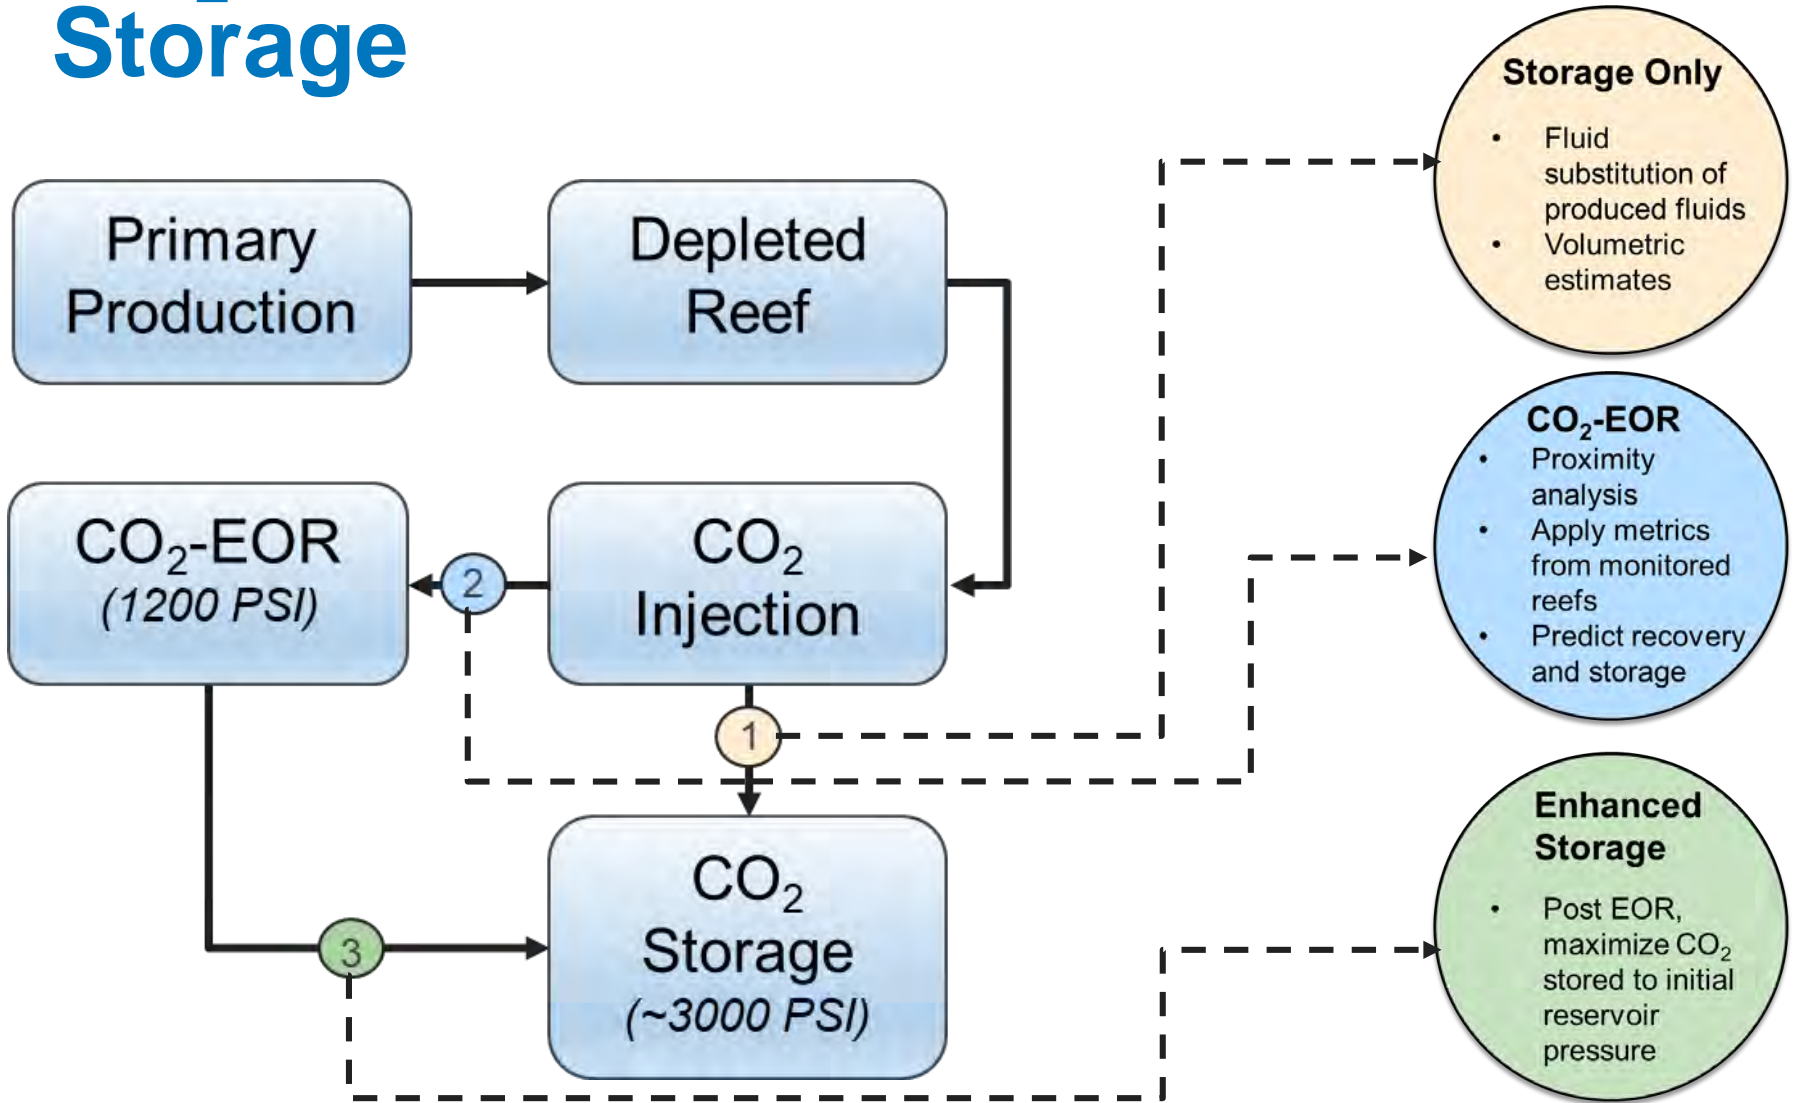 Storage
Primary
Production
Depleted
Reef
CO₂-EOR
(1200 PSI)
2
CO₂
Injection
1
3
CO₂
Storage
(~3000 PSI)
Storage Only
• Fluid
substitution of
produced fluids
• Volumetric
estimates
CO₂-EOR
• Proximity
analysis
• Apply metrics
from monitored
reefs
• Predict recovery
and storage
Enhanced
Storage
• Post EOR,
maximize CO₂
stored to initial
reservoir
pressure